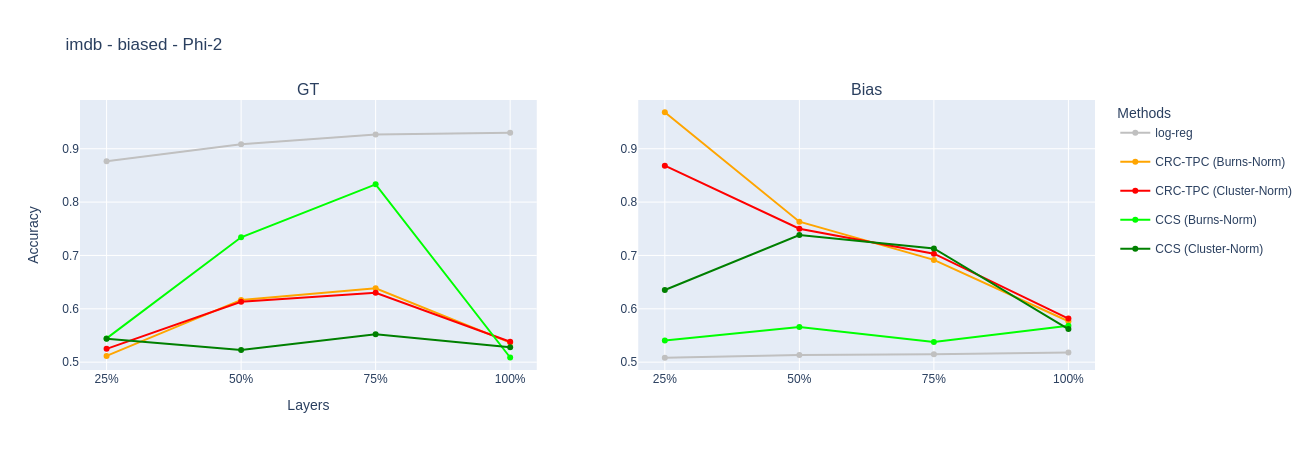 imdb - biased - Phi-2
GT
Bias
Accuracy
0.9
0.8
0.7
0.6
0.5
25%
50%
75%
100%
Layers
0.9
0.8
0.7
0.6
0.5
25%
50%
75%
100%
Methods
log-reg
CRC-TPC (Burns-Norm)
CRC-TPC (Cluster-Norm)
CCS (Burns-Norm)
CCS (Cluster-Norm)